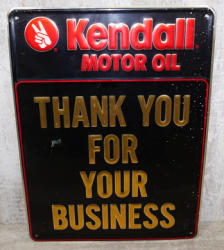 Kendall
MOTOR OIL
THANK YOU
FOR
YOUR
BUSINESS